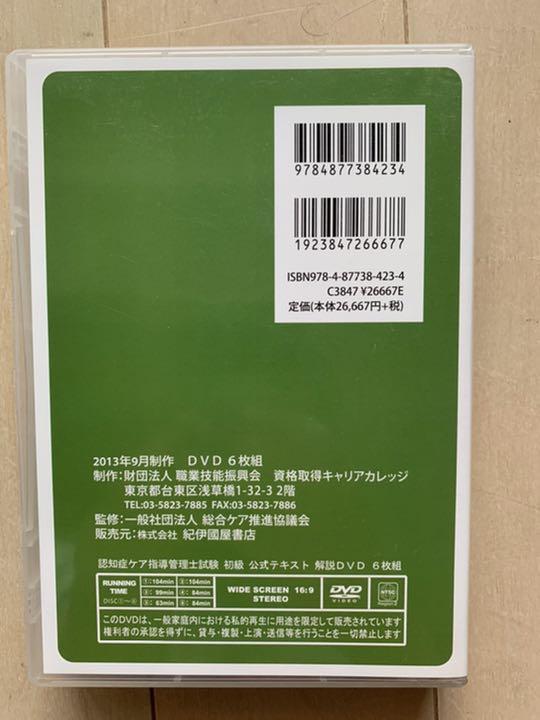 9784877384234
1923847266677
ISBN978-4-87738-423-4
C3847 ¥26667E
定価(本体26,667円+税)
2013年9月制作 DVD 6枚組
制作:財団法人 職業技能振興会 資格取得キャリアカレッジ
東京都台東区浅草橋1-32-3 2階
TEL:03-5823-7885 FAX:03-5823-7886
監修:一般社団法人 総合ケア推進協議会
販売元:株式会社 紀伊國屋書店
認知症ケア指導管理士試験 初級 公式テキスト 解説DVD 6枚組
RUNNING TIME
DISC①~⑥
①:104min ②:104min
③:99min ④:84min
⑤:63min ⑥:84min
WIDE SCREEN 16:9
STEREO
DVD
VIDEO
NTSC
このDVDは、一般家庭内における私的再生に用途を限定して販売されています。
権利者の承認を得ずに、貸与・複製・上演・送信等を行うことを一切禁止します。